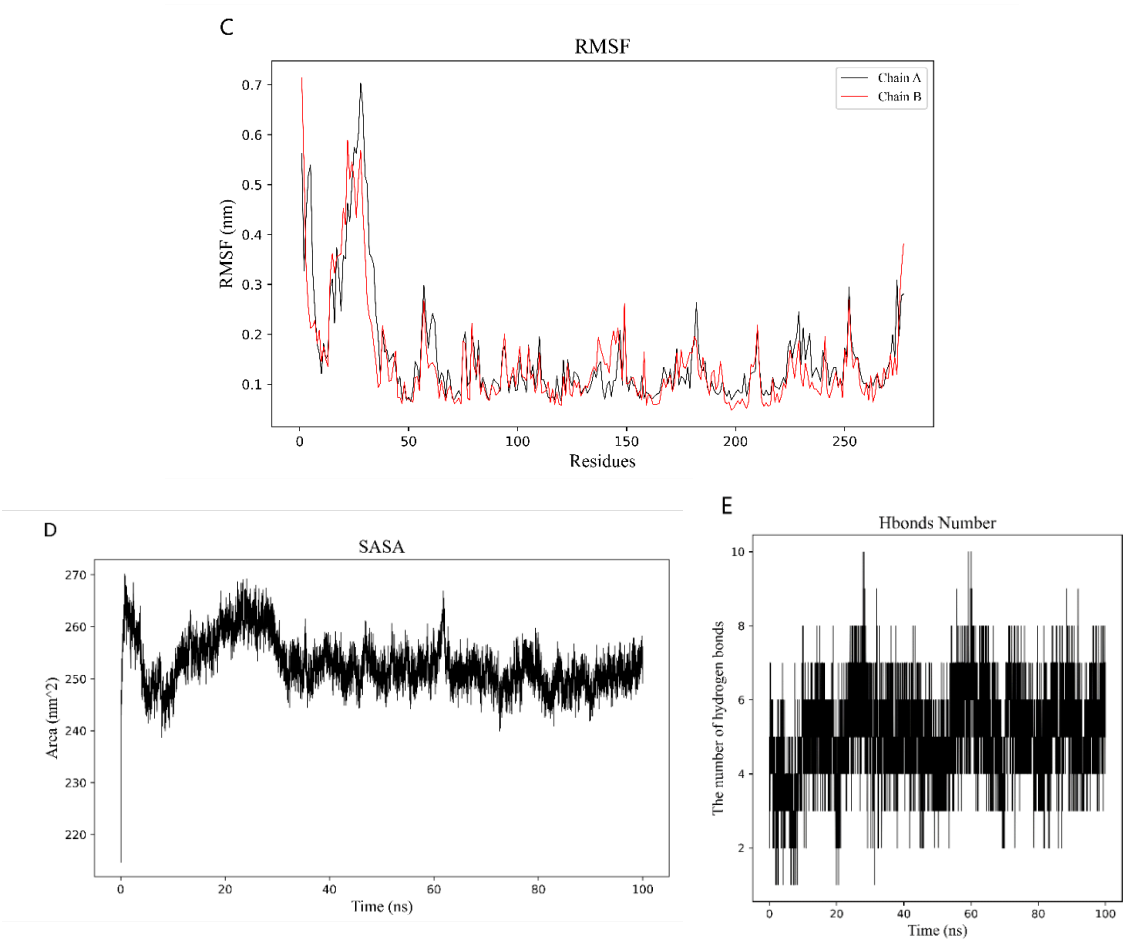 C
RMSF
Chain A
Chain B
0.7
0.6
0.5
0.4
0.3
0.2
0.1
RMSF (nm)
0 50 100 150 200 250
Residues
D
SASA
270
260
250
240
230
220
Area (nm^2)
0 20 40 60 80 100
Time (ns)
E
Hbonds Number
10
8
6
4
2
The number of hydrogen bonds
0 20 40 60 80 100
Time (ns)